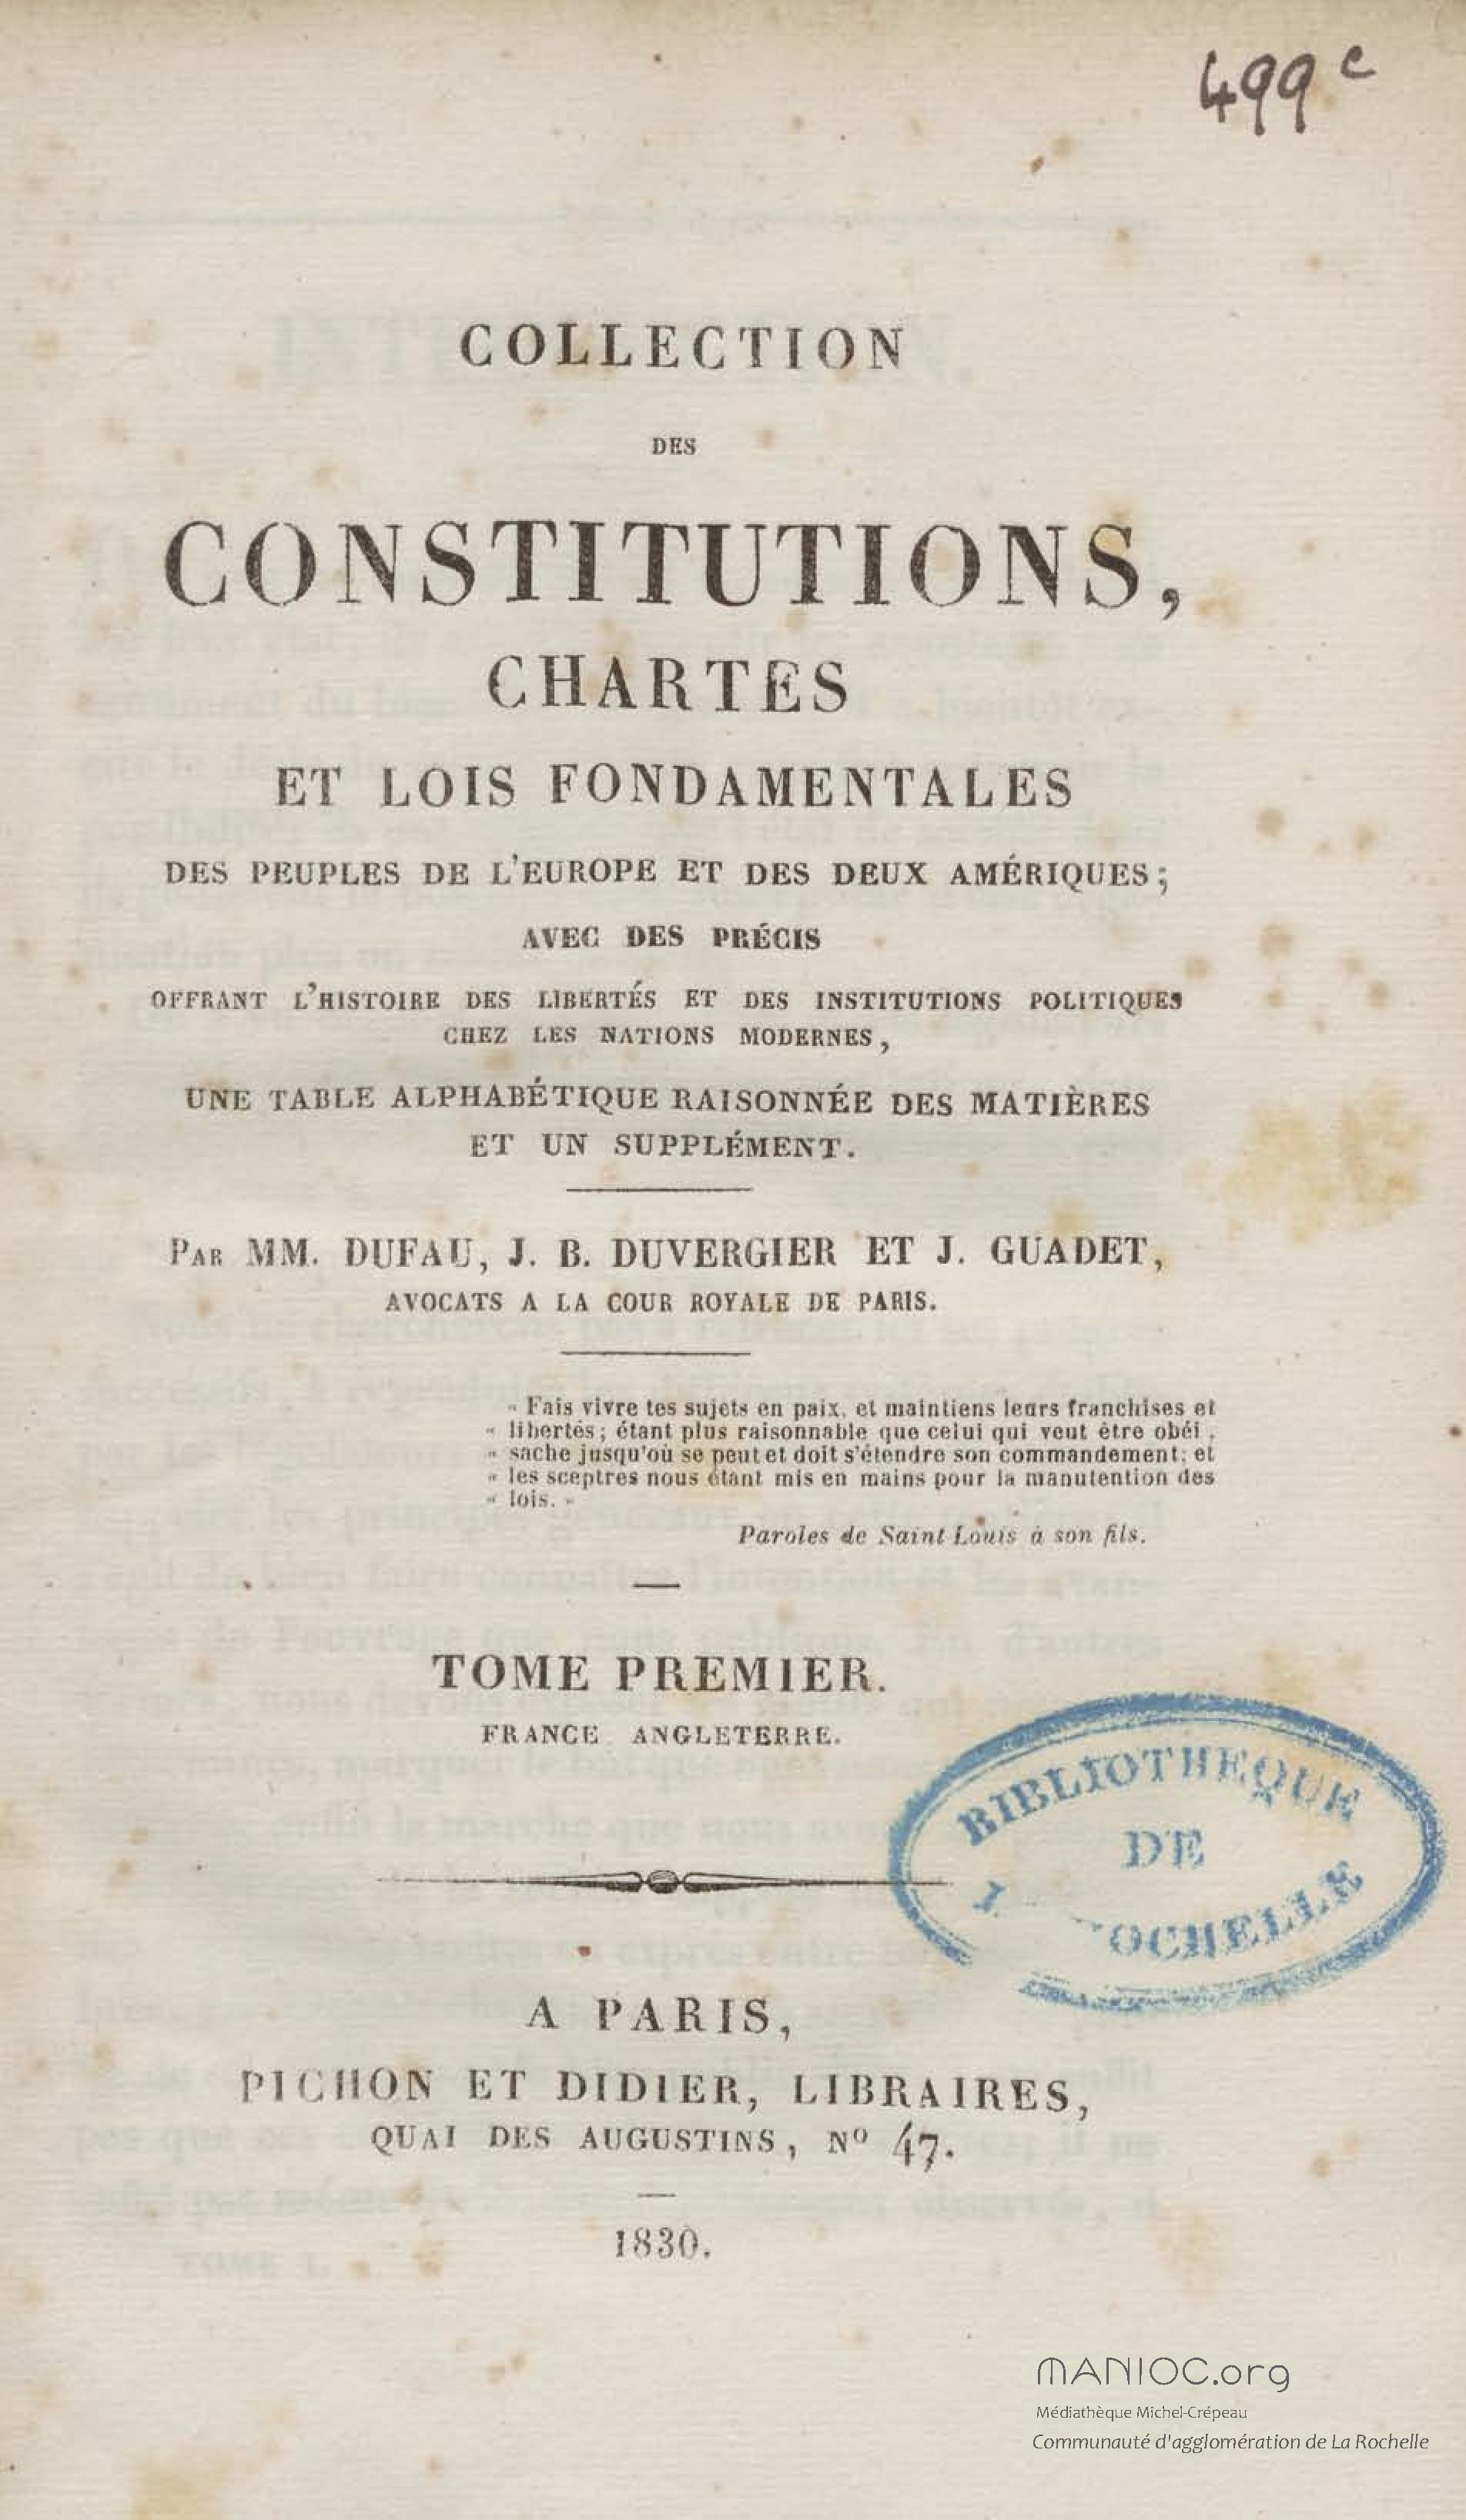 499 c
COLLECTION
DES
CONSTITUTIONS,
CHARTES
ET LOIS FONDAMENTALES
DES PEUPLES DE L'EUROPE ET DES DEUX AMÉRIQUES;
AVEC DES PRÉCIS
OFFRANT L'HISTOIRE DES LIBERTÉS ET DES INSTITUTIONS POLITIQUES
CHEZ LES NATIONS MODERNES,
UNE TABLE ALPHABÉTIQUE RAISONNÉE DES MATIÈRES
ET UN SUPPLÉMENT.
PAR MM. DUFAU, J. B. DUVERGIER ET J. GUADET,
AVOCATS A LA COUR ROYALE DE PARIS.
« Fais vivre tes sujets en paix, et maintiens leurs franchises et
« libertés; étant plus raisonnable que celui qui veut être obéi,
« sache jusqu'où se peut et doit s'étendre son commandement; et
« les sceptres nous étant mis en mains pour la manutention des
« lois. »
Paroles de Saint Louis à son fils.
TOME PREMIER.
FRANCE ANGLETERRE.
BIBLIOTHEQUE
DE
L OCHELLE
A PARIS,
PICHON ET DIDIER, LIBRAIRES,
QUAI DES AUGUSTINS, Nº 47.
1830.
MANIOC.org
Médiathèque Michel-Crépeau
Communauté d'agglomération de La Rochelle